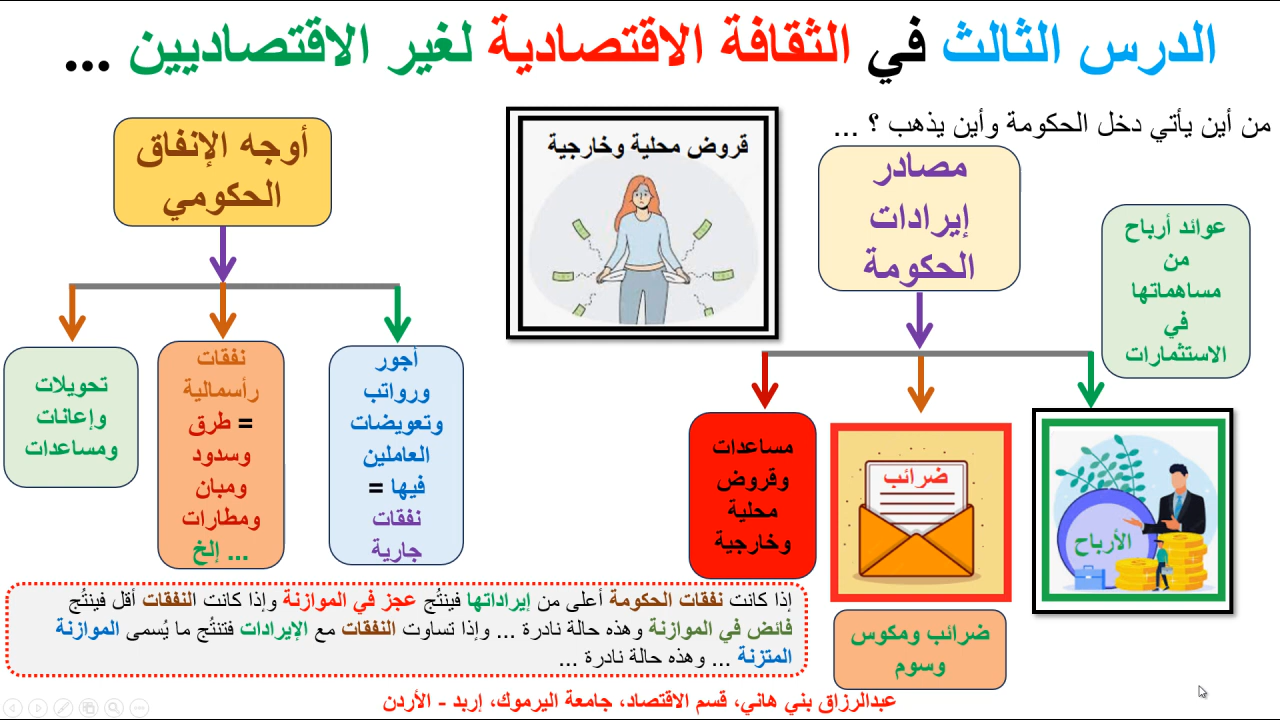 الدرس الثالث في الثقافة الاقتصادية لغير الاقتصاديين ...
من أين يأتي دخل الحكومة وأين يذهب ؟ ...
مصادر
إيرادات
الحكومة
عوائد أرباح
من
مساهماتها
في
الاستثمارات
الأرباح
ضرائب
ضرائب ومكوس
وسوم
مساعدات
وقروض
محلية
وخارجية
قروض محلية وخارجية
أوجه الإنفاق
الحكومي
أجور
ورواتب
وتعويضات
العاملين
فيها =
نفقات
جارية
نفقات
رأسمالية
= طرق
وسدود
ومبان
ومطارات
... إلخ
تحويلات
وإعانات
ومساعدات
إذا كانت نفقات الحكومة أعلى من إيراداتها فينتُج عجز في الموازنة وإذا كانت النفقات أقل فينتُج
فائض في الموازنة وهذه حالة نادرة ... وإذا تساوت النفقات مع الإيرادات فتنتُج ما يُسمى الموازنة
المتزنة ... وهذه حالة نادرة ...
عبدالرزاق بني هاني، قسم الاقتصاد، جامعة اليرموك، إربد - الأردن